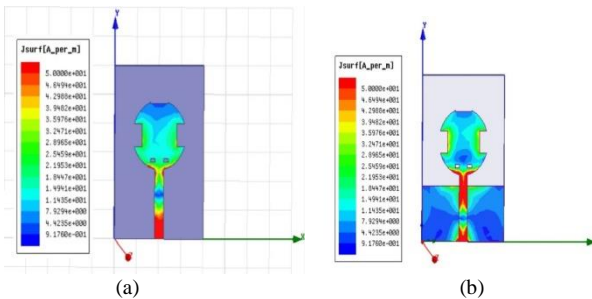 Jsurf[A_per_m]
5.0000e+001
4.6494e+001
4.2988e+001
3.9482e+001
3.5976e+001
3.2471e+001
2.8965e+001
2.5459e+001
2.1953e+001
1.8447e+001
1.4941e+001
1.1435e+001
7.9294e+000
4.4235e+000
9.1760e-001
Y
X
(a)
Jsurf[A_per_m]
5.0000e+001
4.6494e+001
4.2988e+001
3.9482e+001
3.5976e+001
3.2471e+001
2.8965e+001
2.5459e+001
2.1953e+001
1.8447e+001
1.4941e+001
1.1435e+001
7.9294e+000
4.4235e+000
9.1760e-001
Y
(b)